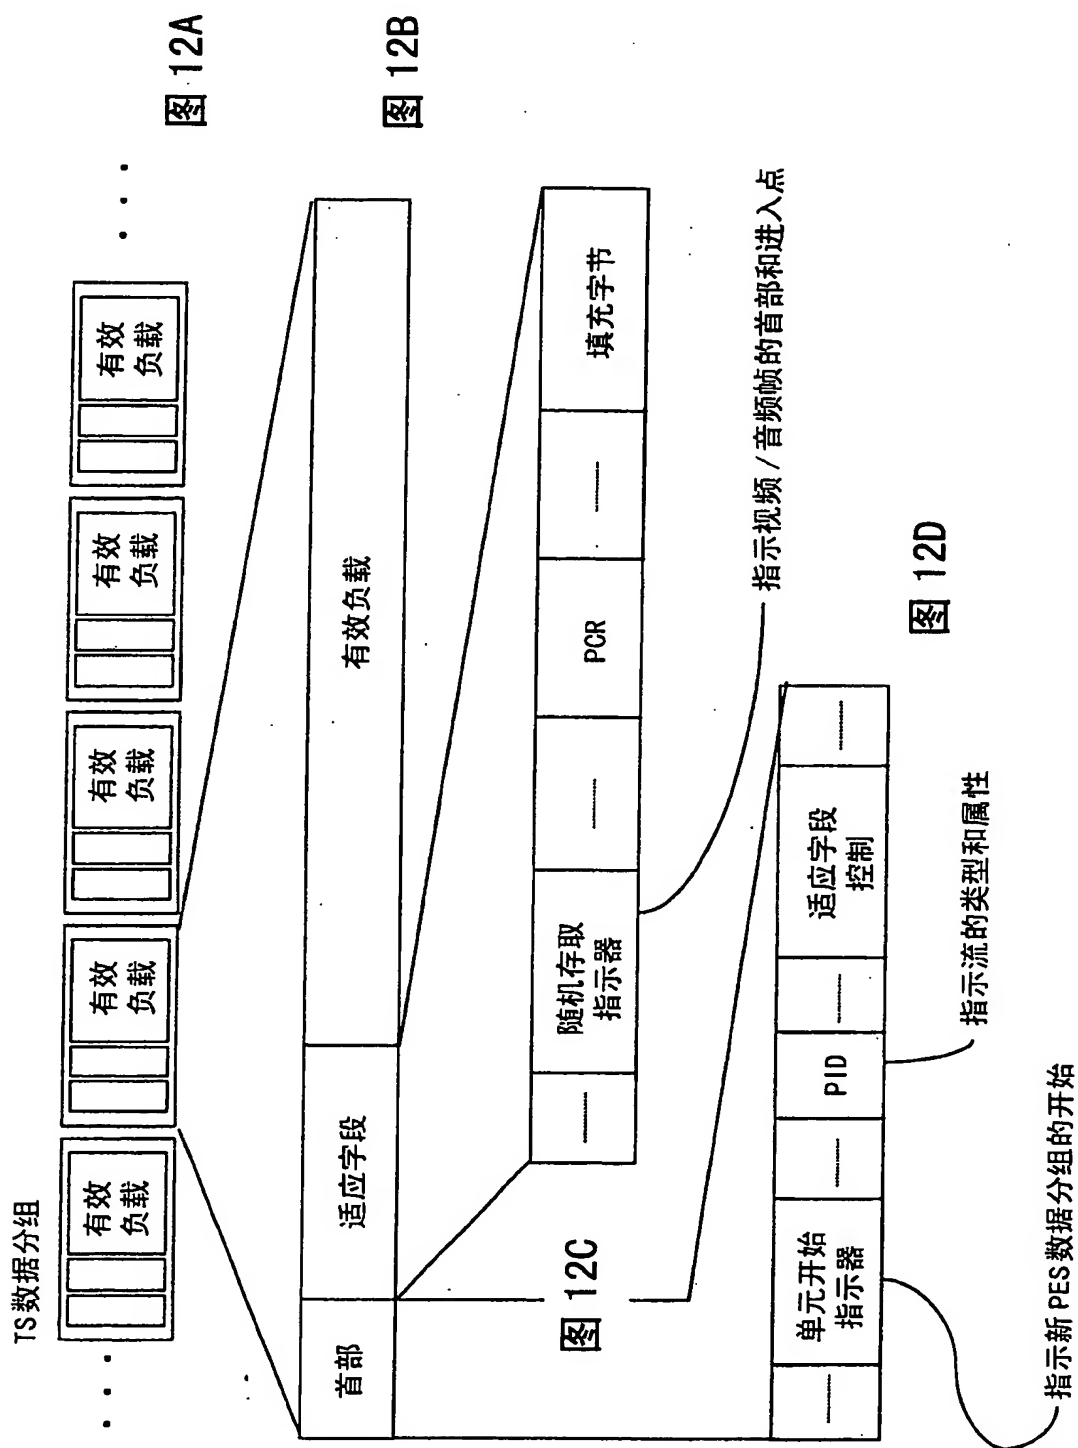 TS数据分组
有效
负载
有效
负载
有效
负载
有效
负载
有效
负载
图 12A
首部
适应字段
有效负载
图 12B
随机存取
指示器
PCR
填充字节
指示视频/音频帧的首部和进入点
图 12C
单元开始
指示器
PID
适应字段
控制
图 12D
指示流的类型和属性
指示新PES数据分组的开始